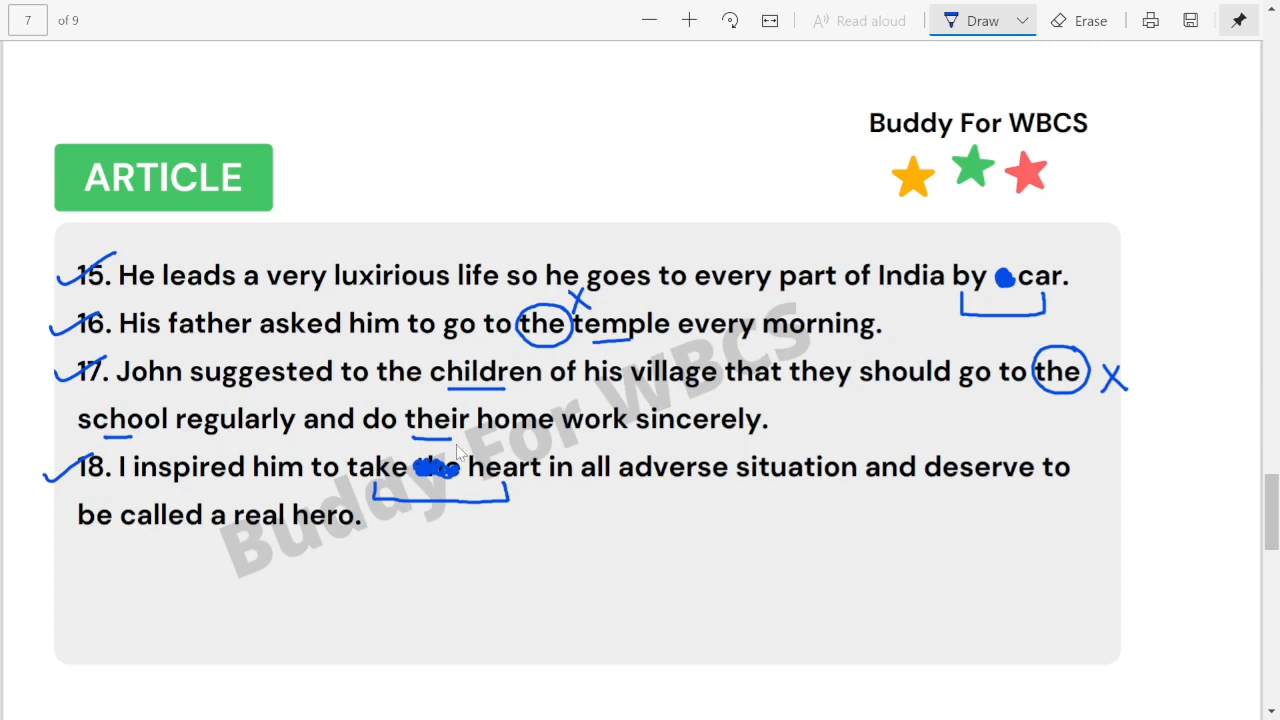 7 of 9
Read aloud
Draw
Erase
Buddy For WBCS
ARTICLE
15. He leads a very luxirious life so he goes to every part of India by car.
16. His father asked him to go to the temple every morning.
X
17. John suggested to the children of his village that they should go to the X
school regularly and do their home work sincerely.
18. I inspired him to take the heart in all adverse situation and deserve to
be called a real hero.
Buddy For WBCS